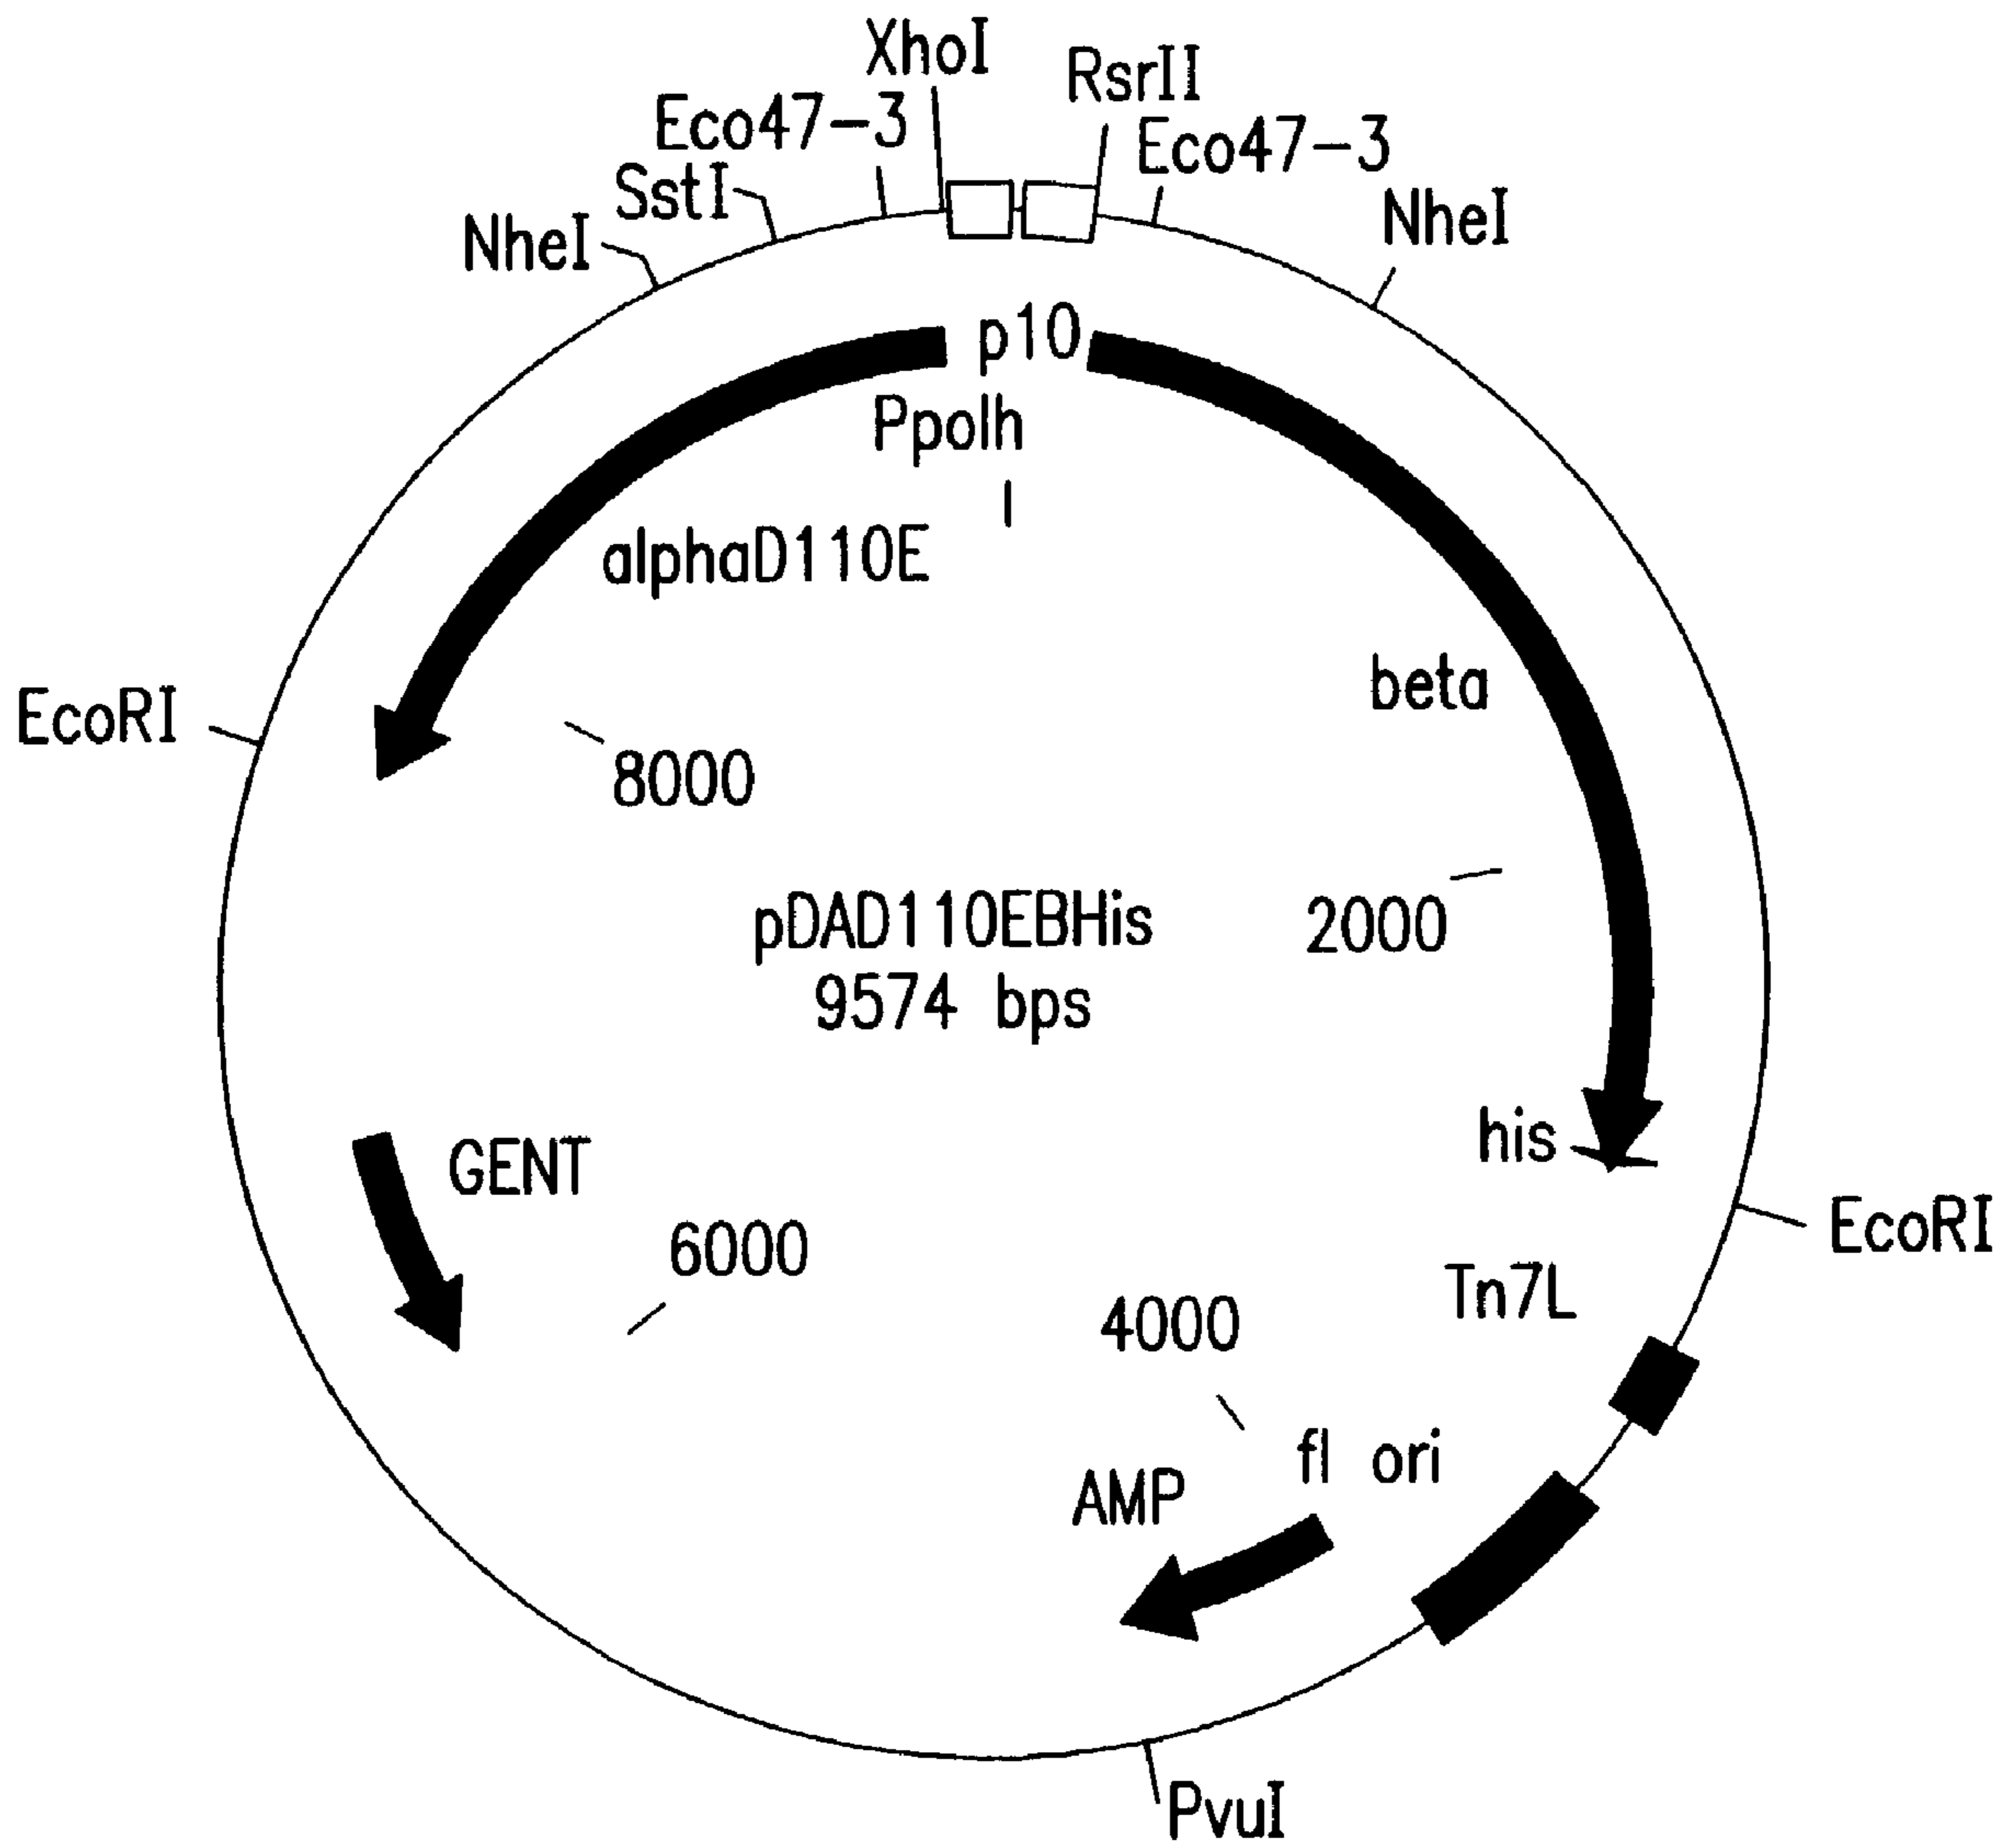 XhoI
RsrII
Eco47-3
Eco47-3
SstI
NheI
NheI
p10
Ppolh
alphaD110E
beta
EcoRI
8000
pDAD110EBHis
9574 bps
2000
his
GENT
EcoRI
6000
Tn7L
4000
fl ori
AMP
PvuI